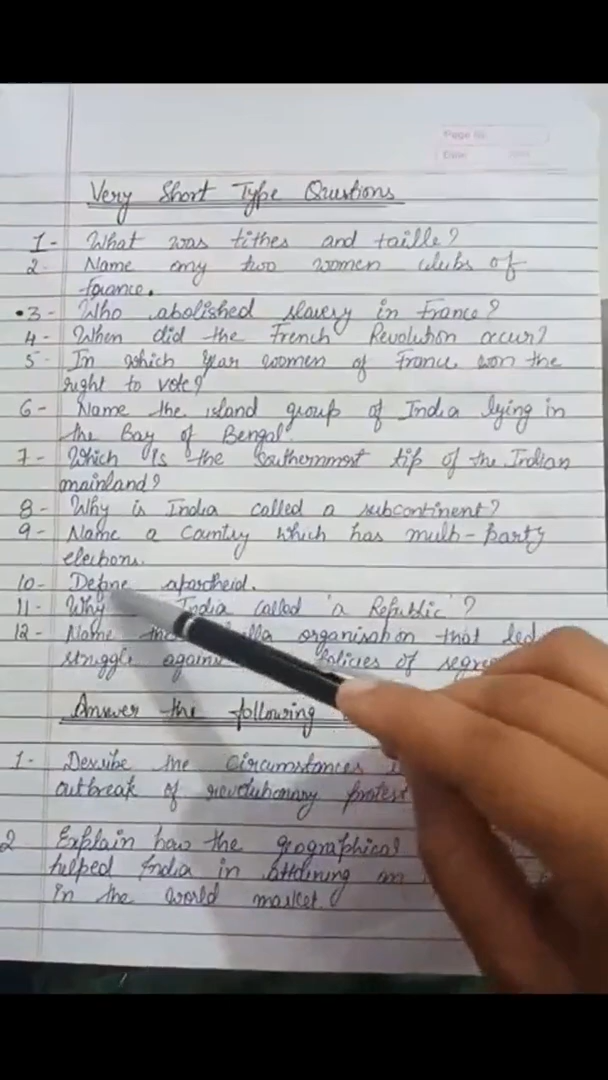 Page No
Date
Very Short Type Questions
1- What was tithes and taille?
2- Name any two women clubs of
france.
•3- Who abolished slavery in France?
4- When did the French Revolution occur?
5- In which year women of France won the
right to vote?
6- Name the island group of India lying in
the Bay of Bengal.
7- Which is the Southernmost tip of the Indian
mainland?
8- Why is India called a subcontinent?
9- Name a Country which has multi-party
elections.
10- Define apartheid.
11- Why India called 'a Republic'?
12- Name organisation that led
struggle policies of
Answer the following
1- Describe the circumstances
outbreak of revolutionary protest
2 Explain how the geographical
helped India in attaining an
in the world market.